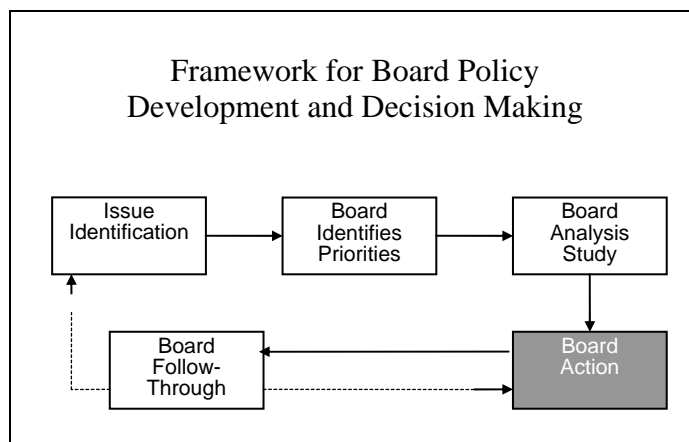 Framework for Board Policy
Development and Decision Making
Issue
Identification
Board
Identifies
Priorities
Board
Analysis
Study
Board
Follow-
Through
Board
Action